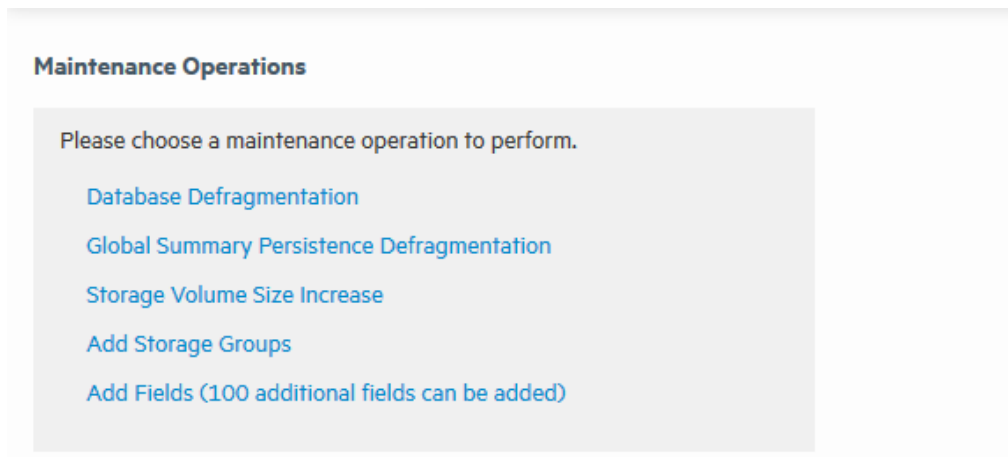 Maintenance Operations
Please choose a maintenance operation to perform.
Database Defragmentation
Global Summary Persistence Defragmentation
Storage Volume Size Increase
Add Storage Groups
Add Fields (100 additional fields can be added)